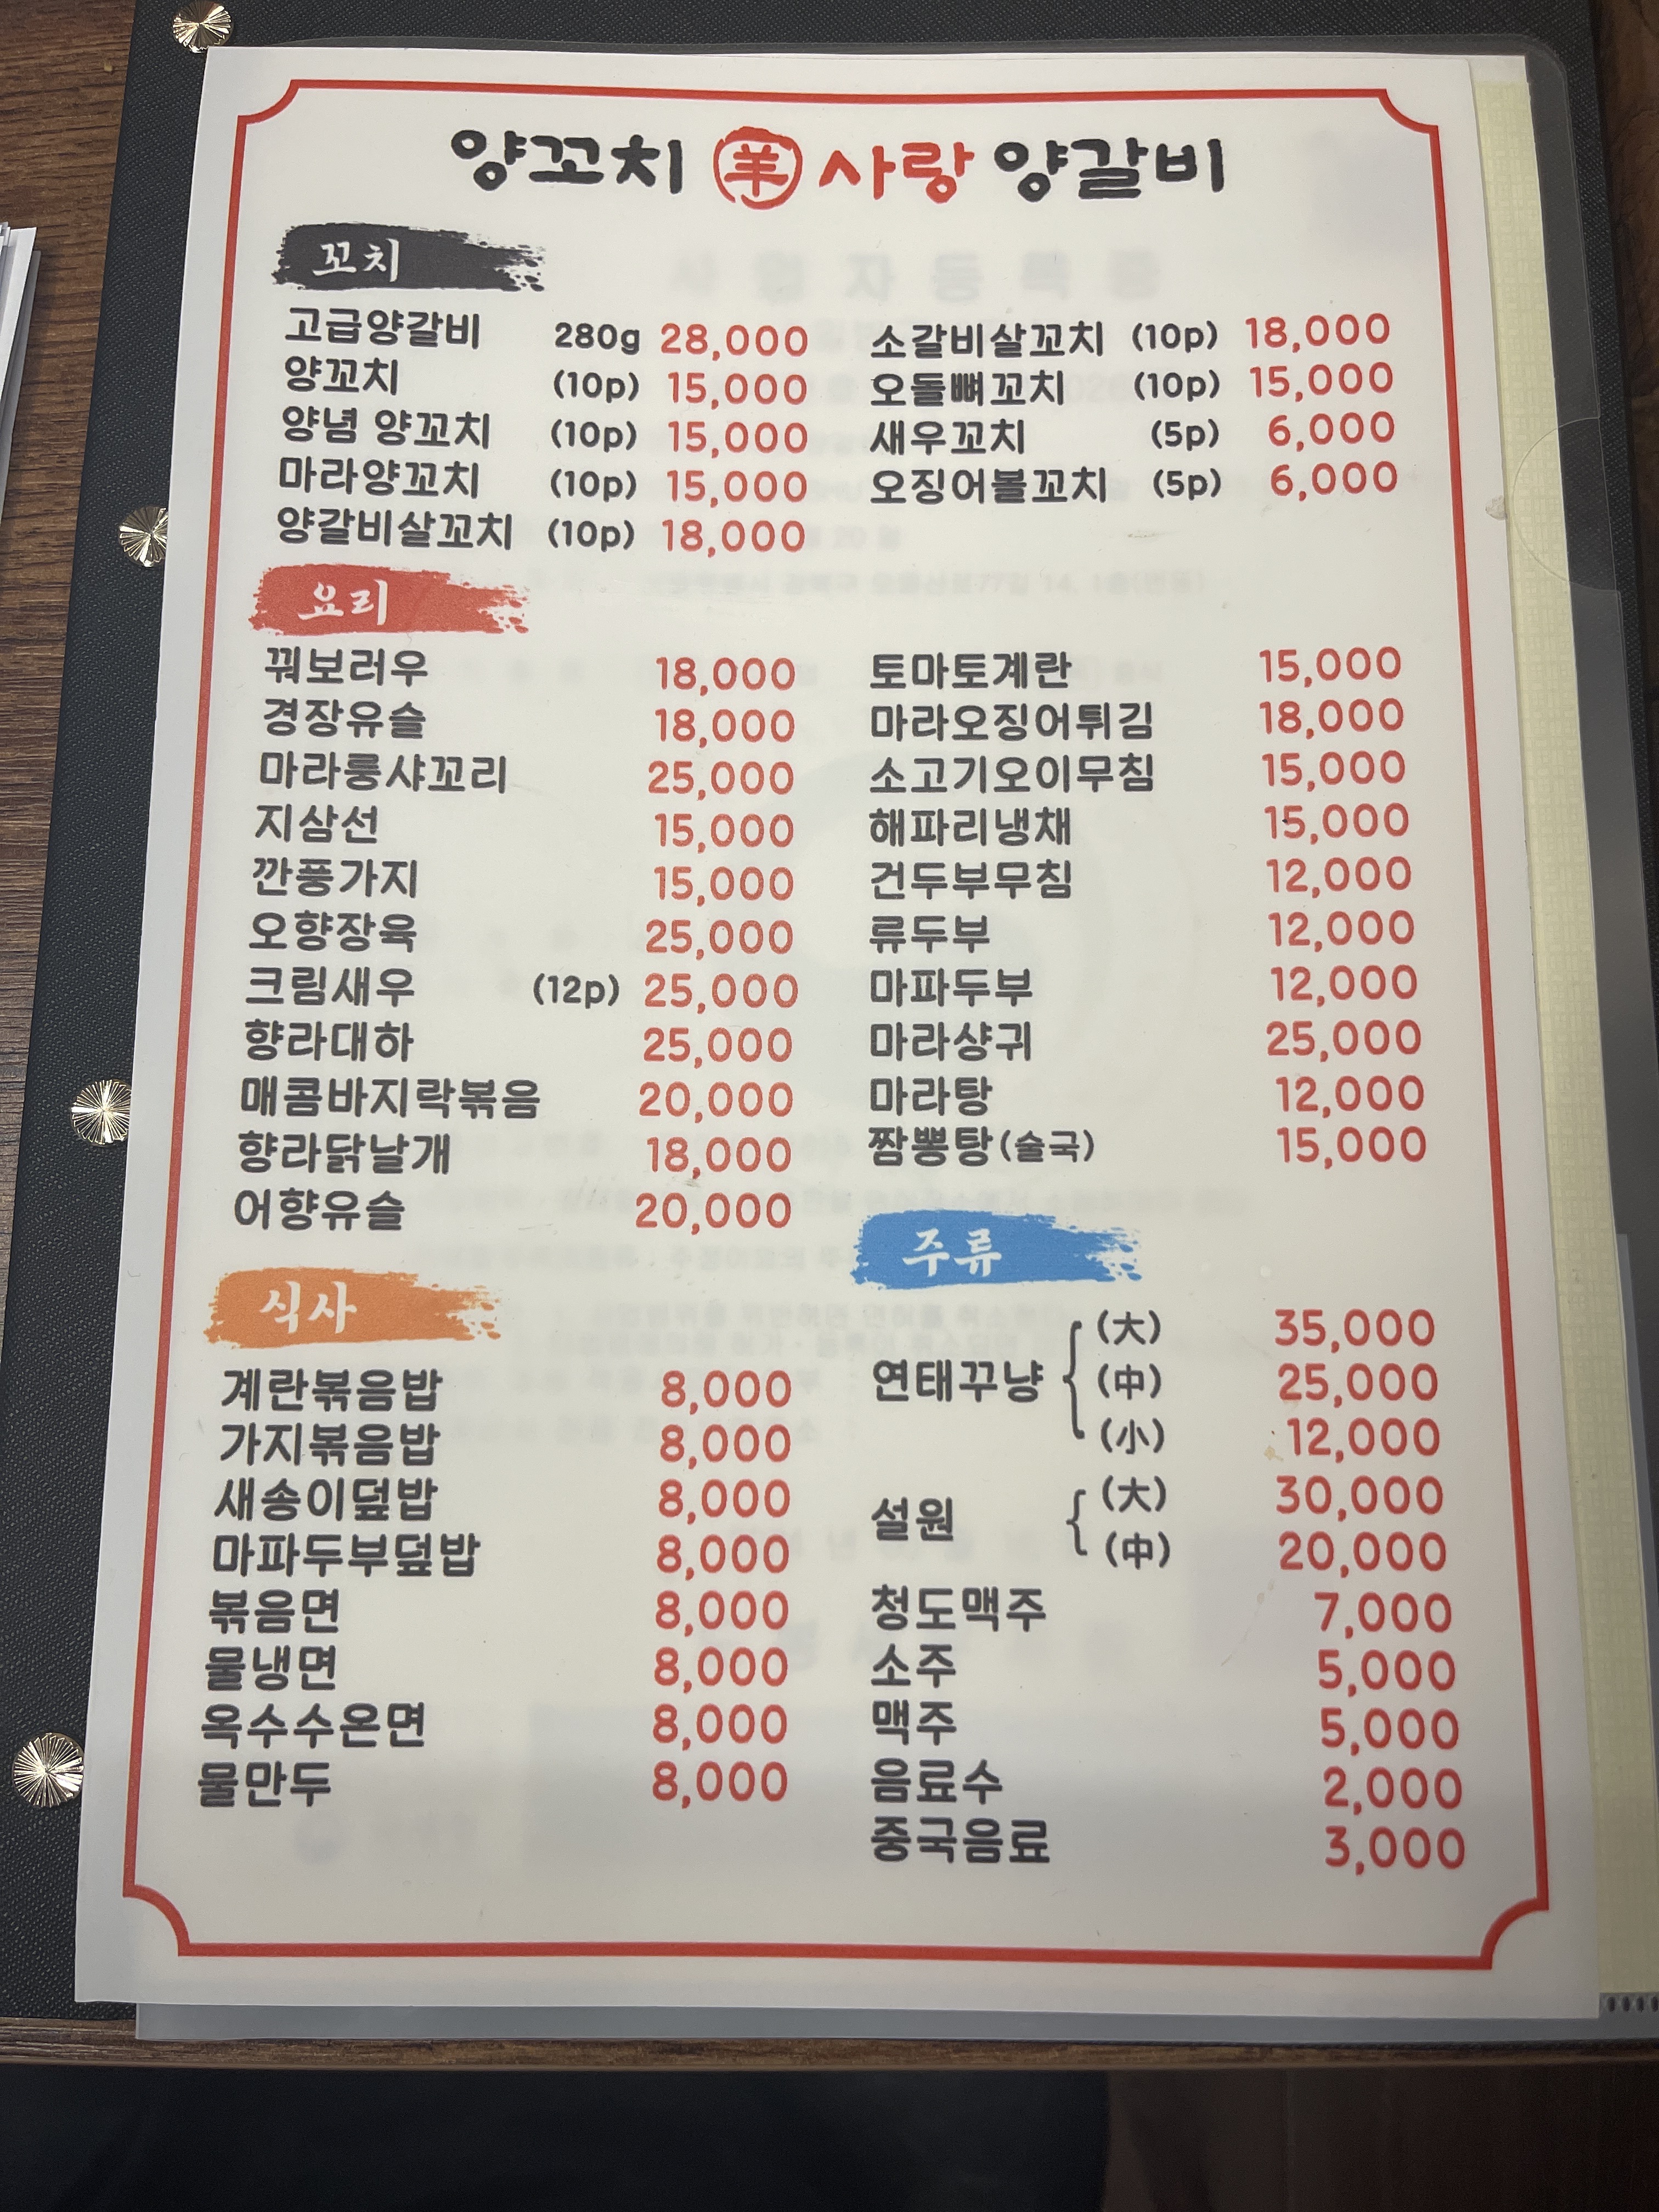 양꼬치 羊 사랑 양갈비
꼬치
고급양갈비 280g 28,000
양꼬치 (10p) 15,000
양념 양꼬치 (10p) 15,000
마라양꼬치 (10p) 15,000
양갈비살꼬치 (10p) 18,000
소갈비살꼬치 (10p) 18,000
오돌뼈꼬치 (10p) 15,000
새우꼬치 (5p) 6,000
오징어볼꼬치 (5p) 6,000
요리
꿔보러우 18,000
경장유슬 18,000
마라룽샤꼬리 25,000
지삼선 15,000
깐풍가지 15,000
오향장육 25,000
크림새우 (12p) 25,000
향라대하 25,000
매콤바지락볶음 20,000
향라닭날개 18,000
어향유슬 20,000
토마토계란 15,000
마라오징어튀김 18,000
소고기오이무침 15,000
해파리냉채 15,000
건두부무침 12,000
류두부 12,000
마파두부 12,000
마라샹궈 25,000
마라탕 12,000
짬뽕탕(술국) 15,000
식사
계란볶음밥 8,000
가지볶음밥 8,000
새송이덮밥 8,000
마파두부덮밥 8,000
볶음면 8,000
물냉면 8,000
옥수수온면 8,000
물만두 8,000
주류
연태꾸냥 (大) 35,000
(中) 25,000
(小) 12,000
설원 (大) 30,000
(中) 20,000
청도맥주 7,000
소주 5,000
맥주 5,000
음료수 2,000
중국음료 3,000